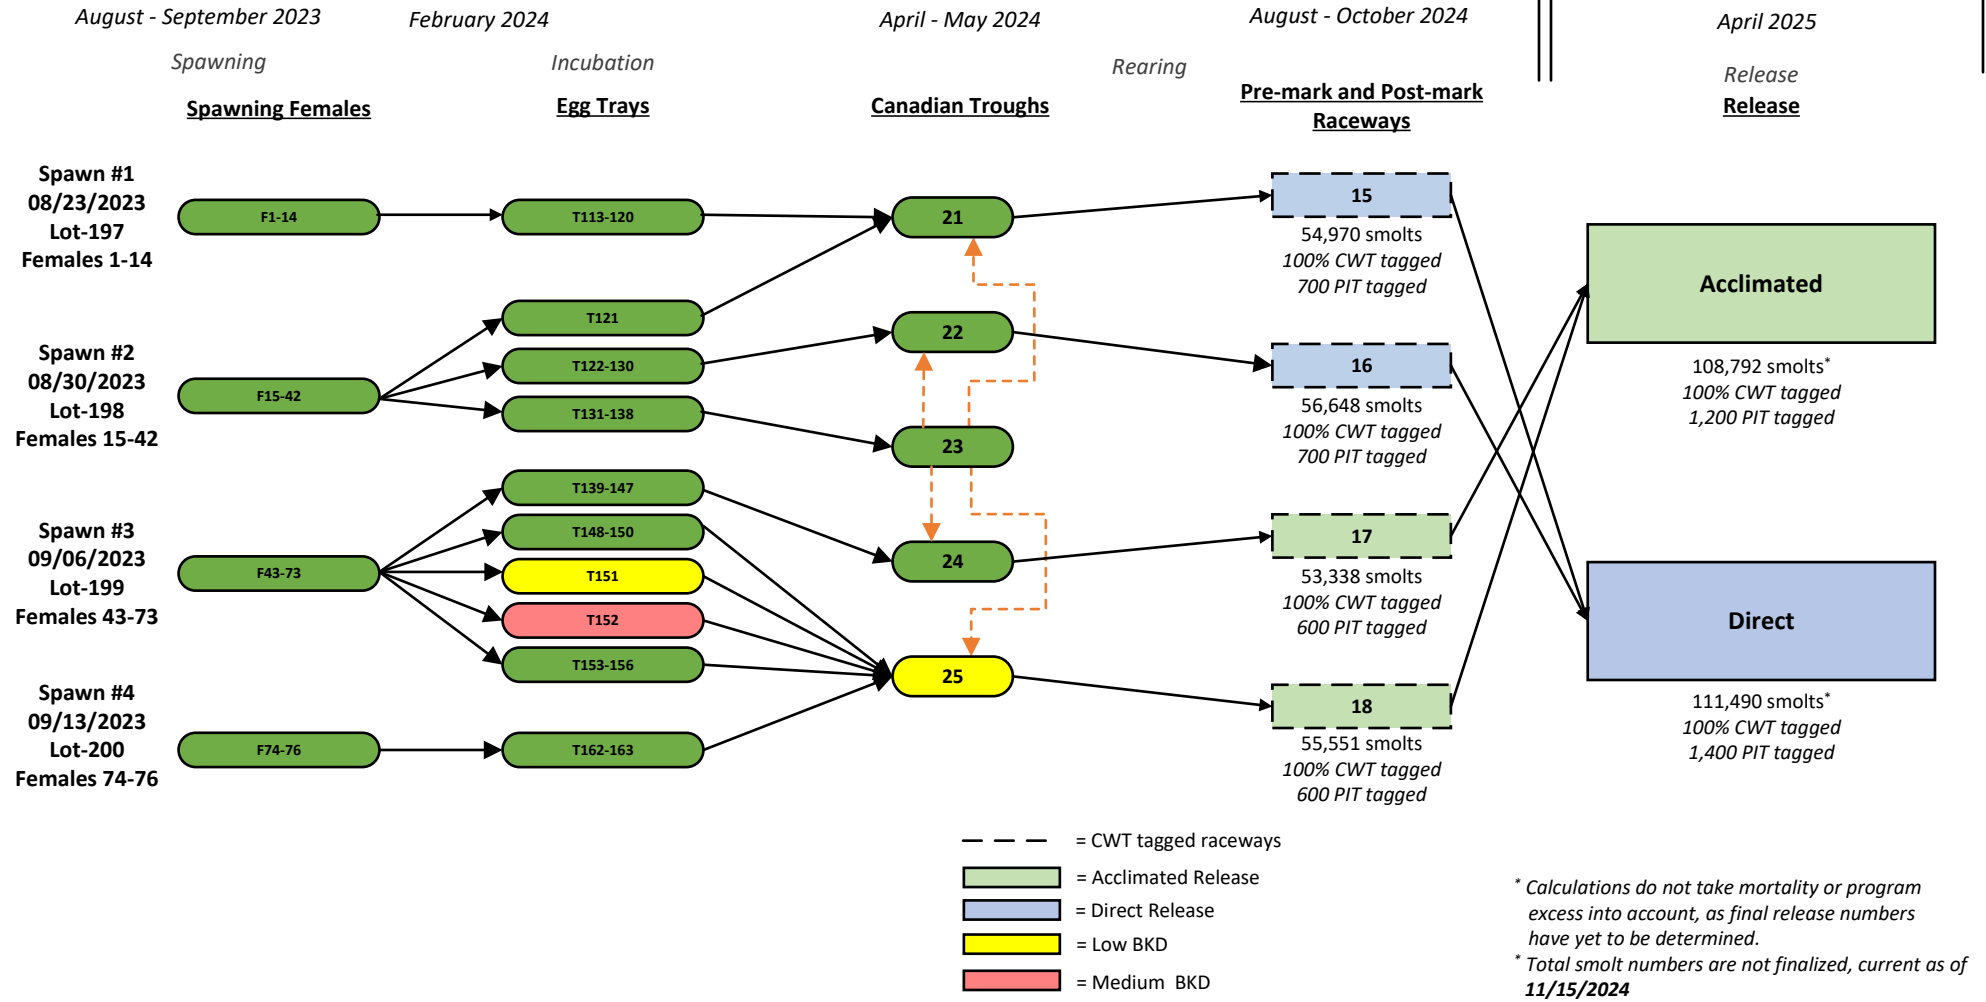 August - September 2023
February 2024
April - May 2024
August - October 2024
April 2025
Spawning
Incubation
Rearing
Release
Spawning Females
Egg Trays
Canadian Troughs
Pre-mark and Post-mark
Raceways
Release
Spawn #1
08/23/2023
Lot-197
Females 1-14
F1-14
T113-120
21
15
54,970 smolts
100% CWT tagged
700 PIT tagged
Spawn #2
08/30/2023
Lot-198
Females 15-42
F15-42
T121
T122-130
T131-138
22
23
16
56,648 smolts
100% CWT tagged
700 PIT tagged
Spawn #3
09/06/2023
Lot-199
Females 43-73
F43-73
T139-147
T148-150
T151
T152
T153-156
24
17
53,338 smolts
100% CWT tagged
600 PIT tagged
Spawn #4
09/13/2023
Lot-200
Females 74-76
F74-76
T162-163
25
18
55,551 smolts
100% CWT tagged
600 PIT tagged
Acclimated
108,792 smolts*
100% CWT tagged
1,200 PIT tagged
Direct
111,490 smolts*
100% CWT tagged
1,400 PIT tagged
= CWT tagged raceways
= Acclimated Release
= Direct Release
= Low BKD
= Medium BKD
* Calculations do not take mortality or program
excess into account, as final release numbers
have yet to be determined.
* Total smolt numbers are not finalized, current as of
11/15/2024